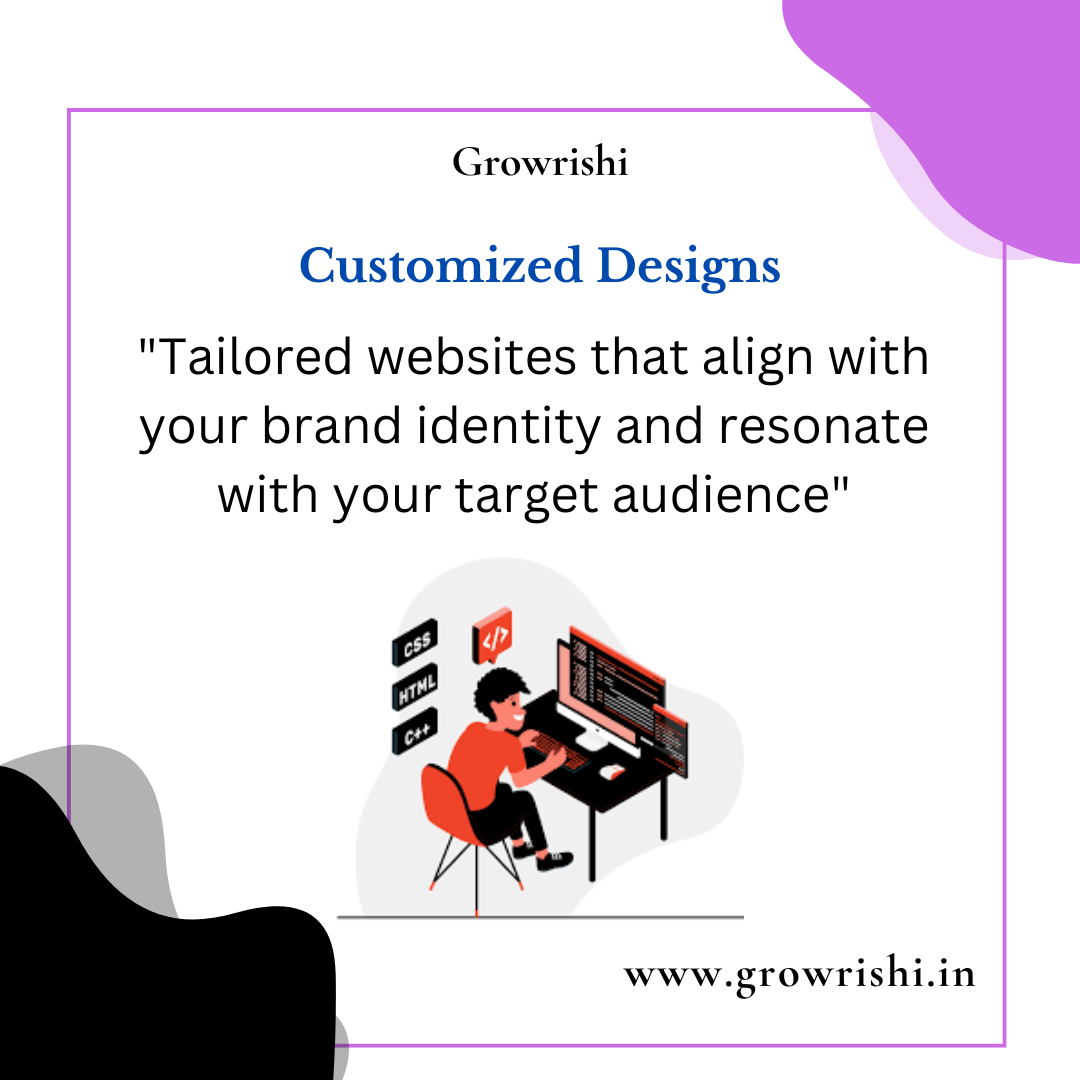 Growrishi
Customized Designs
"Tailored websites that align with
your brand identity and resonate
with your target audience"
CSS
</>
HTML
C++
www.growrishi.in